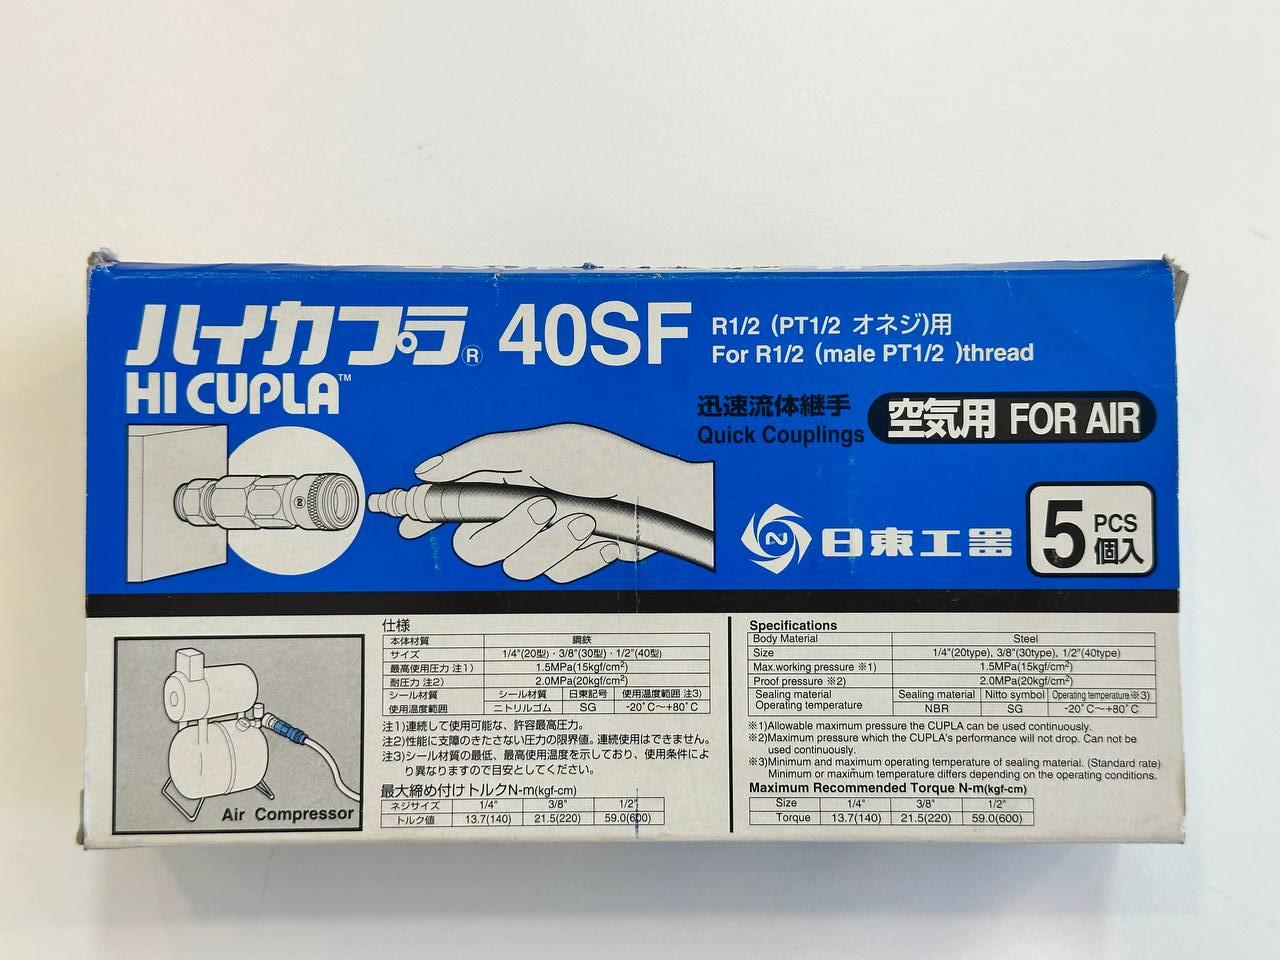 ハイカプラ® 40SF
HI CUPLA™
R1/2 (PT1/2 オネジ)用
For R1/2 (male PT1/2 )thread
迅速流体継手
Quick Couplings
空気用 FOR AIR
日東工器
5 PCS
個入
Air Compressor
仕様
本体材質 鋼鉄
サイズ 1/4"(20型)・3/8"(30型)・1/2"(40型)
最高使用圧力 注1) 1.5MPa(15kgf/cm²)
耐圧力 注2) 2.0MPa(20kgf/cm²)
シール材質 シール材質 日東記号 使用温度範囲 注3)
使用温度範囲 ニトリルゴム SG -20°C〜+80°C
注1)連続して使用可能な、許容最高圧力。
注2)性能に支障のきたさない圧力の限界値。連続使用はできません。
注3)シール材質の最低、最高使用温度を示しており、使用条件によ
り異なりますので目安としてください。
最大締め付けトルクN-m(kgf-cm)
ネジサイズ 1/4" 3/8" 1/2"
トルク値 13.7(140) 21.5(220) 59.0(600)
Specifications
Body Material Steel
Size 1/4"(20type), 3/8"(30type), 1/2"(40type)
Max.working pressure ※1) 1.5MPa(15kgf/cm²)
Proof pressure ※2) 2.0MPa(20kgf/cm²)
Sealing material Sealing material Nitto symbol Operating temperature※3)
Operating temperature NBR SG -20°C〜+80°C
※1)Allowable maximum pressure the CUPLA can be used continuously.
※2)Maximum pressure which the CUPLA's performance will not drop. Can not be
used continuously.
※3)Minimum and maximum operating temperature of sealing material. (Standard rate)
Minimum or maximum temperature differs depending on the operating conditions.
Maximum Recommended Torque N-m(kgf-cm)
Size 1/4" 3/8" 1/2"
Torque 13.7(140) 21.5(220) 59.0(600)